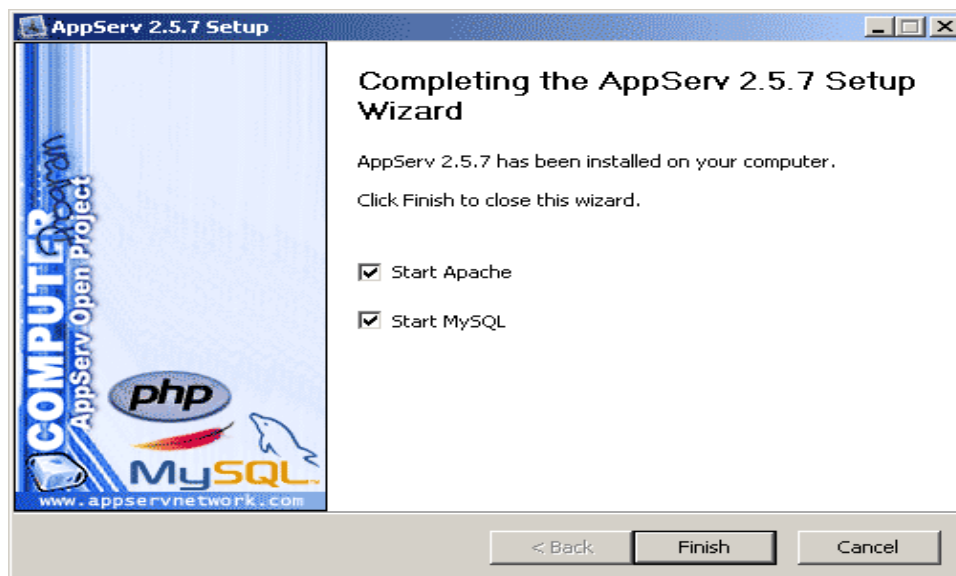 AppServ 2.5.7 Setup
Completing the AppServ 2.5.7 Setup
Wizard
AppServ 2.5.7 has been installed on your computer.
Click Finish to close this wizard.
Start Apache
Start MySQL
COMPUTER
AppServ Open Project
php
MySQL
www.appservnetwork.com
< Back
Finish
Cancel